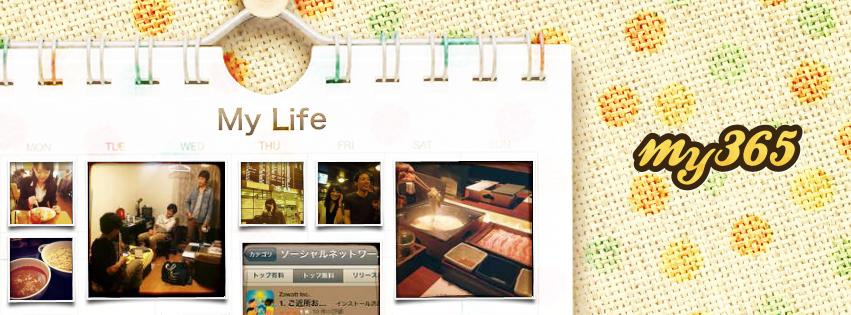 My Life
MON TUE WED THU FRI SAT SUN
my365
カテゴリ ソーシャルネットワー...
トップ有料 トップ無料 リリース
Zawatt Inc.
1. ご近所お... インストール済